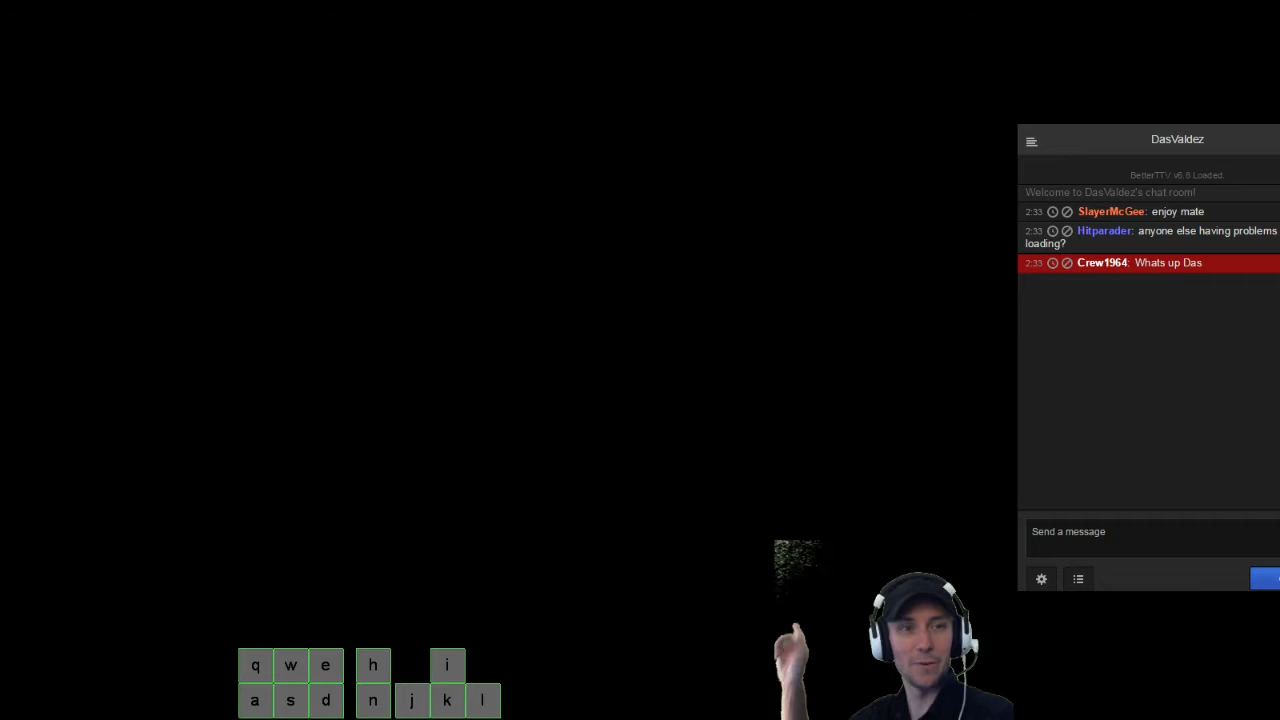 DasValdez
BetterTTV v6.8 Loaded.
Welcome to DasValdez's chat room!
2:33 SlayerMcGee: enjoy mate
2:33 Hitparader: anyone else having problems
loading?
2:33 Crew1964: Whats up Das
Send a message
q w e h i
a s d n j k l